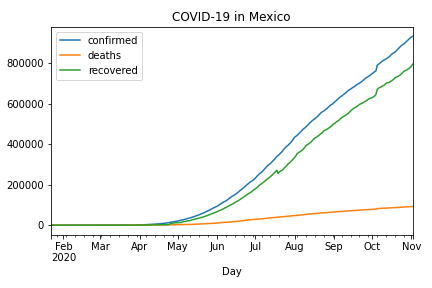 COVID-19 in Mexico
confirmed
deaths
recovered
800000
600000
400000
200000
0
Feb Mar Apr May Jun Jul Aug Sep Oct Nov
2020
Day